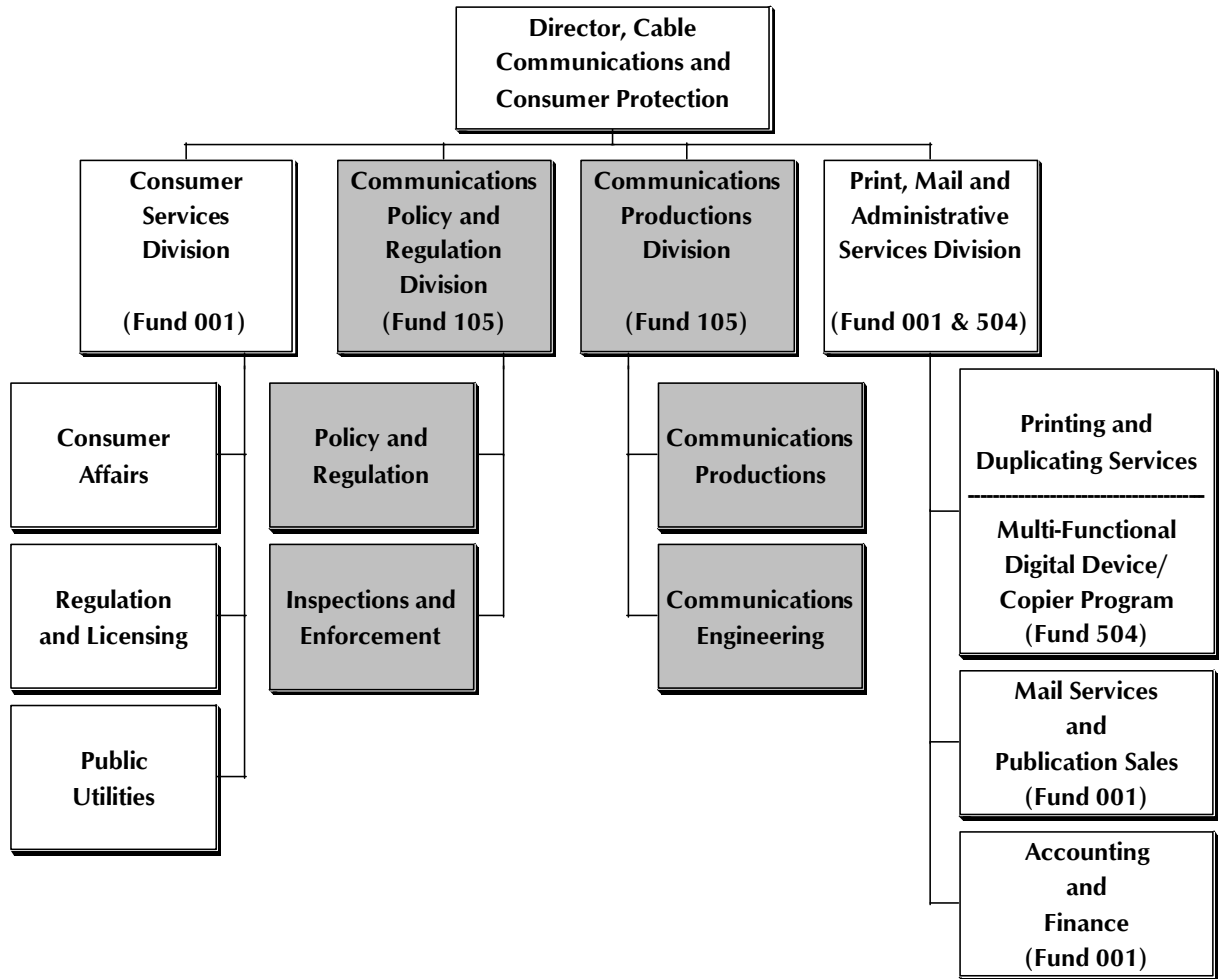 Director, Cable
Communications and
Consumer Protection
Consumer
Services
Division
(Fund 001)
Communications
Policy and
Regulation
Division
(Fund 105)
Communications
Productions
Division
(Fund 105)
Print, Mail and
Administrative
Services Division
(Fund 001 & 504)
Consumer
Affairs
Regulation
and Licensing
Public
Utilities
Policy and
Regulation
Inspections and
Enforcement
Communications
Productions
Communications
Engineering
Printing and
Duplicating Services
Multi-Functional
Digital Device/
Copier Program
(Fund 504)
Mail Services
and
Publication Sales
(Fund 001)
Accounting
and
Finance
(Fund 001)